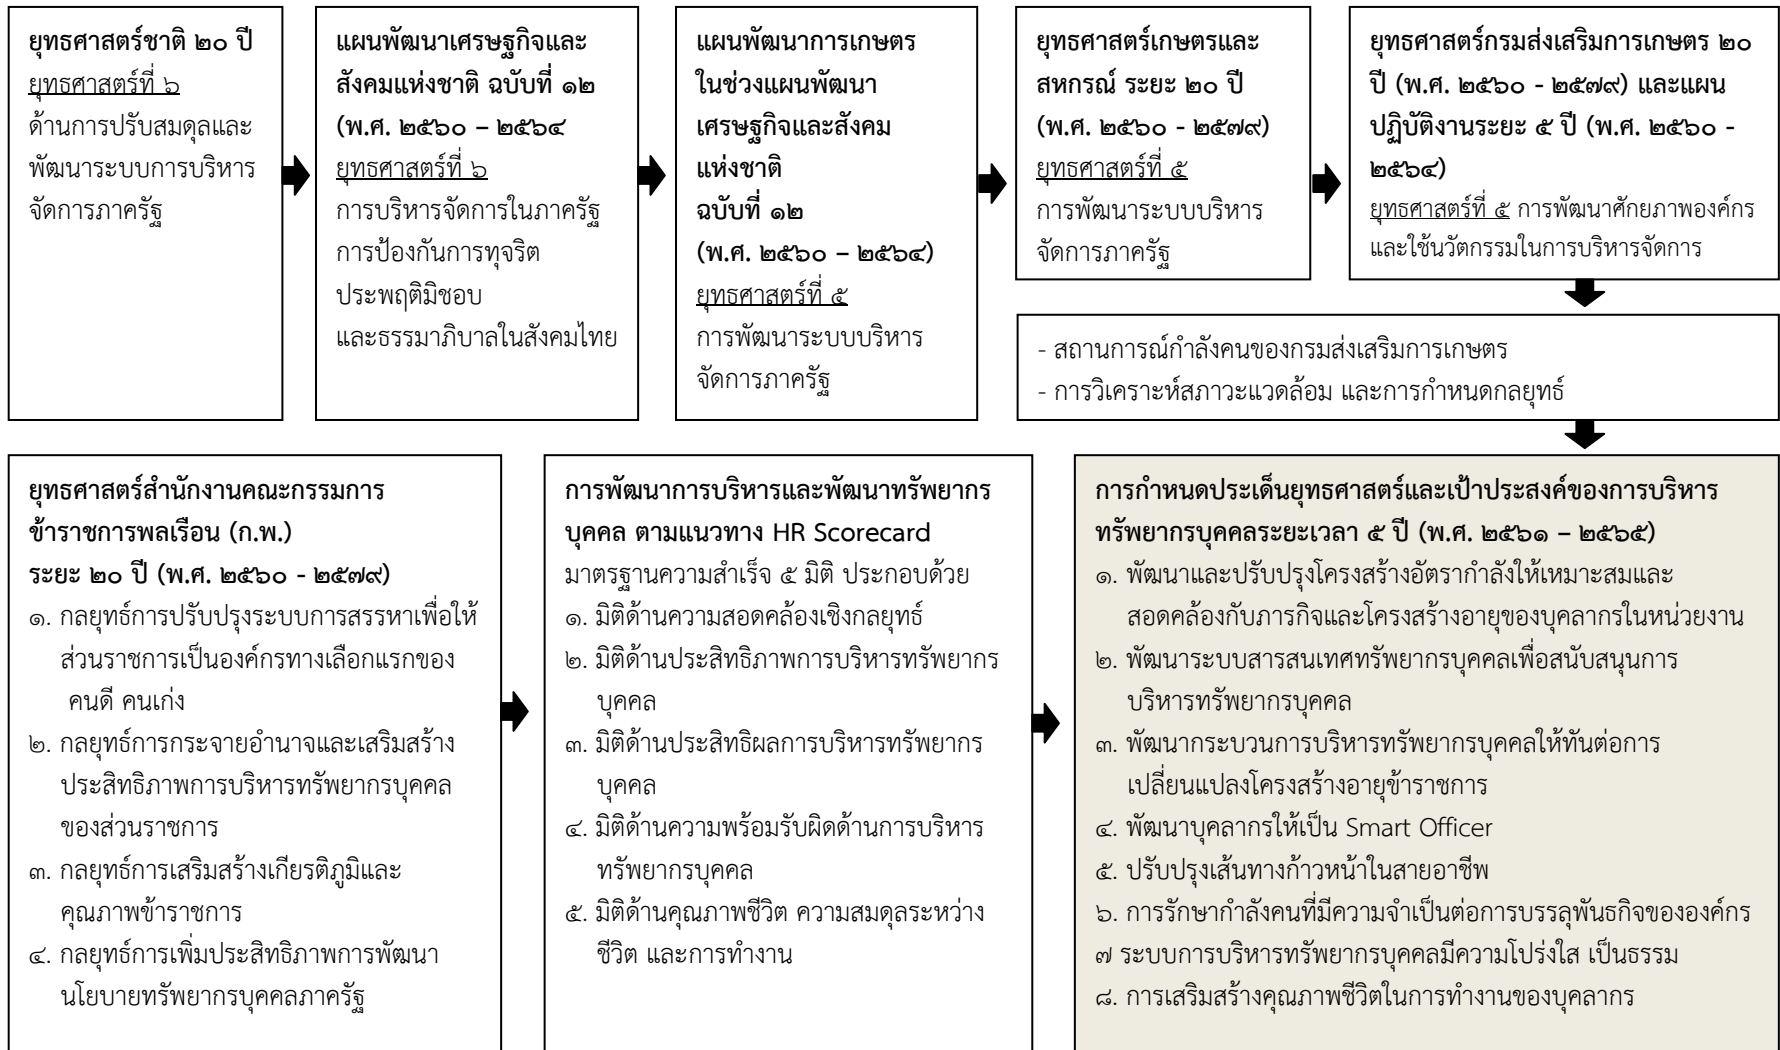 ยุทธศาสตร์ชาติ ๒๐ ปี
ยุทธศาสตร์ที่ ๖
ด้านการปรับสมดุลและ
พัฒนาระบบการบริหาร
จัดการภาครัฐ
แผนพัฒนาเศรษฐกิจและ
สังคมแห่งชาติ ฉบับที่ ๑๒
(พ.ศ. ๒๕๖๐ – ๒๕๖๔
ยุทธศาสตร์ที่ ๖
การบริหารจัดการในภาครัฐ
การป้องกันการทุจริต
ประพฤติมิชอบ
และธรรมาภิบาลในสังคมไทย
แผนพัฒนาการเกษตร
ในช่วงแผนพัฒนา
เศรษฐกิจและสังคม
แห่งชาติ
ฉบับที่ ๑๒
(พ.ศ. ๒๕๖๐ – ๒๕๖๔)
ยุทธศาสตร์ที่ ๕
การพัฒนาระบบบริหาร
จัดการภาครัฐ
ยุทธศาสตร์เกษตรและ
สหกรณ์ ระยะ ๒๐ ปี
(พ.ศ. ๒๕๖๐ - ๒๕๗๙)
ยุทธศาสตร์ที่ ๕
การพัฒนาระบบบริหาร
จัดการภาครัฐ
ยุทธศาสตร์กรมส่งเสริมการเกษตร ๒๐
ปี (พ.ศ. ๒๕๖๐ - ๒๕๗๙) และแผน
ปฏิบัติงานระยะ ๕ ปี (พ.ศ. ๒๕๖๐ -
๒๕๖๔)
ยุทธศาสตร์ที่ ๕ การพัฒนาศักยภาพองค์กร
และใช้นวัตกรรมในการบริหารจัดการ
- สถานการณ์กำลังคนของกรมส่งเสริมการเกษตร
- การวิเคราะห์สภาวะแวดล้อม และการกำหนดกลยุทธ์
ยุทธศาสตร์สำนักงานคณะกรรมการ
ข้าราชการพลเรือน (ก.พ.)
ระยะ ๒๐ ปี (พ.ศ. ๒๕๖๐ - ๒๕๗๙)
๑. กลยุทธ์การปรับปรุงระบบการสรรหาเพื่อให้
ส่วนราชการเป็นองค์กรทางเลือกแรกของ
คนดี คนเก่ง
๒. กลยุทธ์การกระจายอำนาจและเสริมสร้าง
ประสิทธิภาพการบริหารทรัพยากรบุคคล
ของส่วนราชการ
๓. กลยุทธ์การเสริมสร้างเกียรติภูมิและ
คุณภาพข้าราชการ
๔. กลยุทธ์การเพิ่มประสิทธิภาพการพัฒนา
นโยบายทรัพยากรบุคคลภาครัฐ
การพัฒนาการบริหารและพัฒนาทรัพยากร
บุคคล ตามแนวทาง HR Scorecard
มาตรฐานความสำเร็จ ๕ มิติ ประกอบด้วย
๑. มิติด้านความสอดคล้องเชิงกลยุทธ์
๒. มิติด้านประสิทธิภาพการบริหารทรัพยากร
บุคคล
๓. มิติด้านประสิทธิผลการบริหารทรัพยากร
บุคคล
๔. มิติด้านความพร้อมรับผิดด้านการบริหาร
ทรัพยากรบุคคล
๕. มิติด้านคุณภาพชีวิต ความสมดุลระหว่าง
ชีวิต และการทำงาน
การกำหนดประเด็นยุทธศาสตร์และเป้าประสงค์ของการบริหาร
ทรัพยากรบุคคลระยะเวลา ๕ ปี (พ.ศ. ๒๕๖๑ – ๒๕๖๕)
๑. พัฒนาและปรับปรุงโครงสร้างอัตรากำลังให้เหมาะสมและ
สอดคล้องกับภารกิจและโครงสร้างอายุของบุคลากรในหน่วยงาน
๒. พัฒนาระบบสารสนเทศทรัพยากรบุคคลเพื่อสนับสนุนการ
บริหารทรัพยากรบุคคล
๓. พัฒนากระบวนการบริหารทรัพยากรบุคคลให้ทันต่อการ
เปลี่ยนแปลงโครงสร้างอายุข้าราชการ
๔. พัฒนาบุคลากรให้เป็น Smart Officer
๕. ปรับปรุงเส้นทางก้าวหน้าในสายอาชีพ
๖. การรักษากำลังคนที่มีความจำเป็นต่อการบรรลุพันธกิจขององค์กร
๗ ระบบการบริหารทรัพยากรบุคคลมีความโปร่งใส เป็นธรรม
๘. การเสริมสร้างคุณภาพชีวิตในการทำงานของบุคลากร